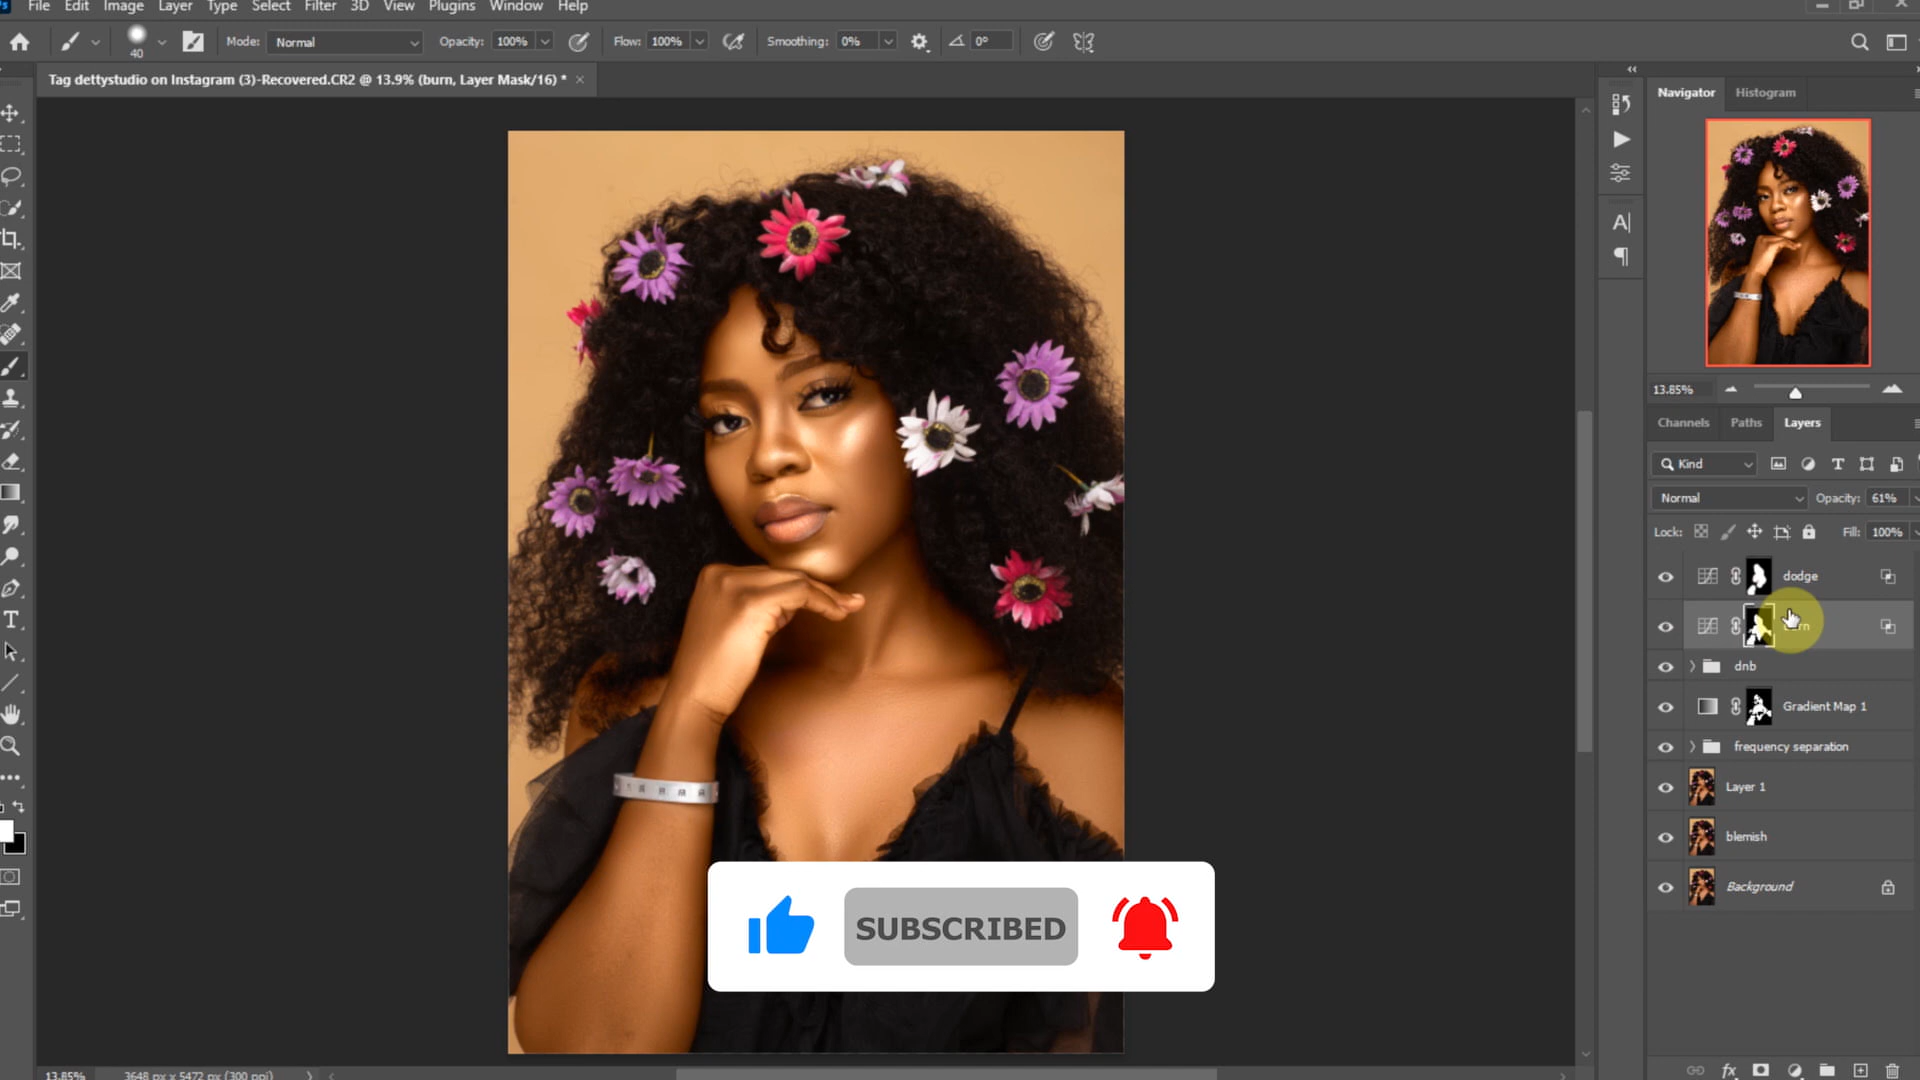 File Edit Image Layer Type Select Filter 3D View Plugins Window Help
40 Mode: Normal Opacity: 100% Flow: 100% Smoothing: 0% 0°
Tag dettystudio on Instagram (3)-Recovered.CR2 @ 13.9% (burn, Layer Mask/16) * ×
Navigator Histogram
13.85%
Channels Paths Layers
Kind
Normal Opacity: 61%
Lock: Fill: 100%
dodge
dnb
Gradient Map 1
frequency separation
Layer 1
blemish
Background
SUBSCRIBED
13.85% 3648 px x 5472 px (300 ppi)